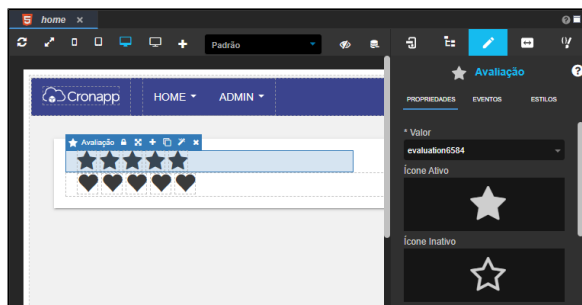 home ×
Padrão
Avaliação
PROPRIEDADES EVENTOS ESTILOS
Cronapp HOME ADMIN
Avaliação
* Valor
evaluation6584
Ícone Ativo
Ícone Inativo